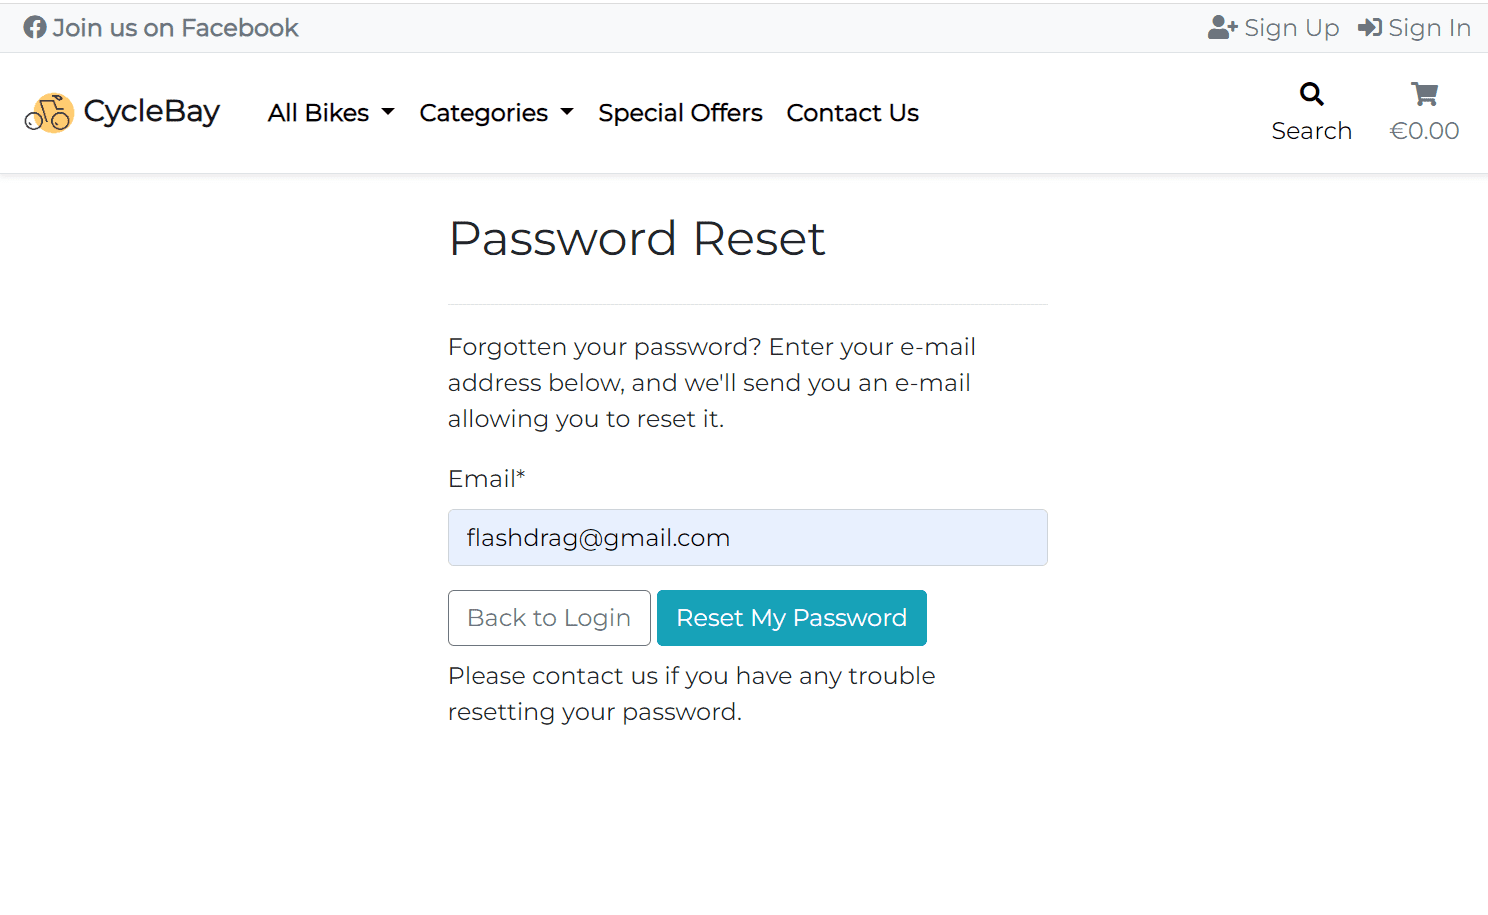 Join us on Facebook
Sign Up
Sign In
CycleBay
All Bikes
Categories
Special Offers
Contact Us
Search
€0.00
Password Reset
Forgotten your password? Enter your e-mail
address below, and we'll send you an e-mail
allowing you to reset it.
Email*
flashdrag@gmail.com
Back to Login
Reset My Password
Please contact us if you have any trouble
resetting your password.